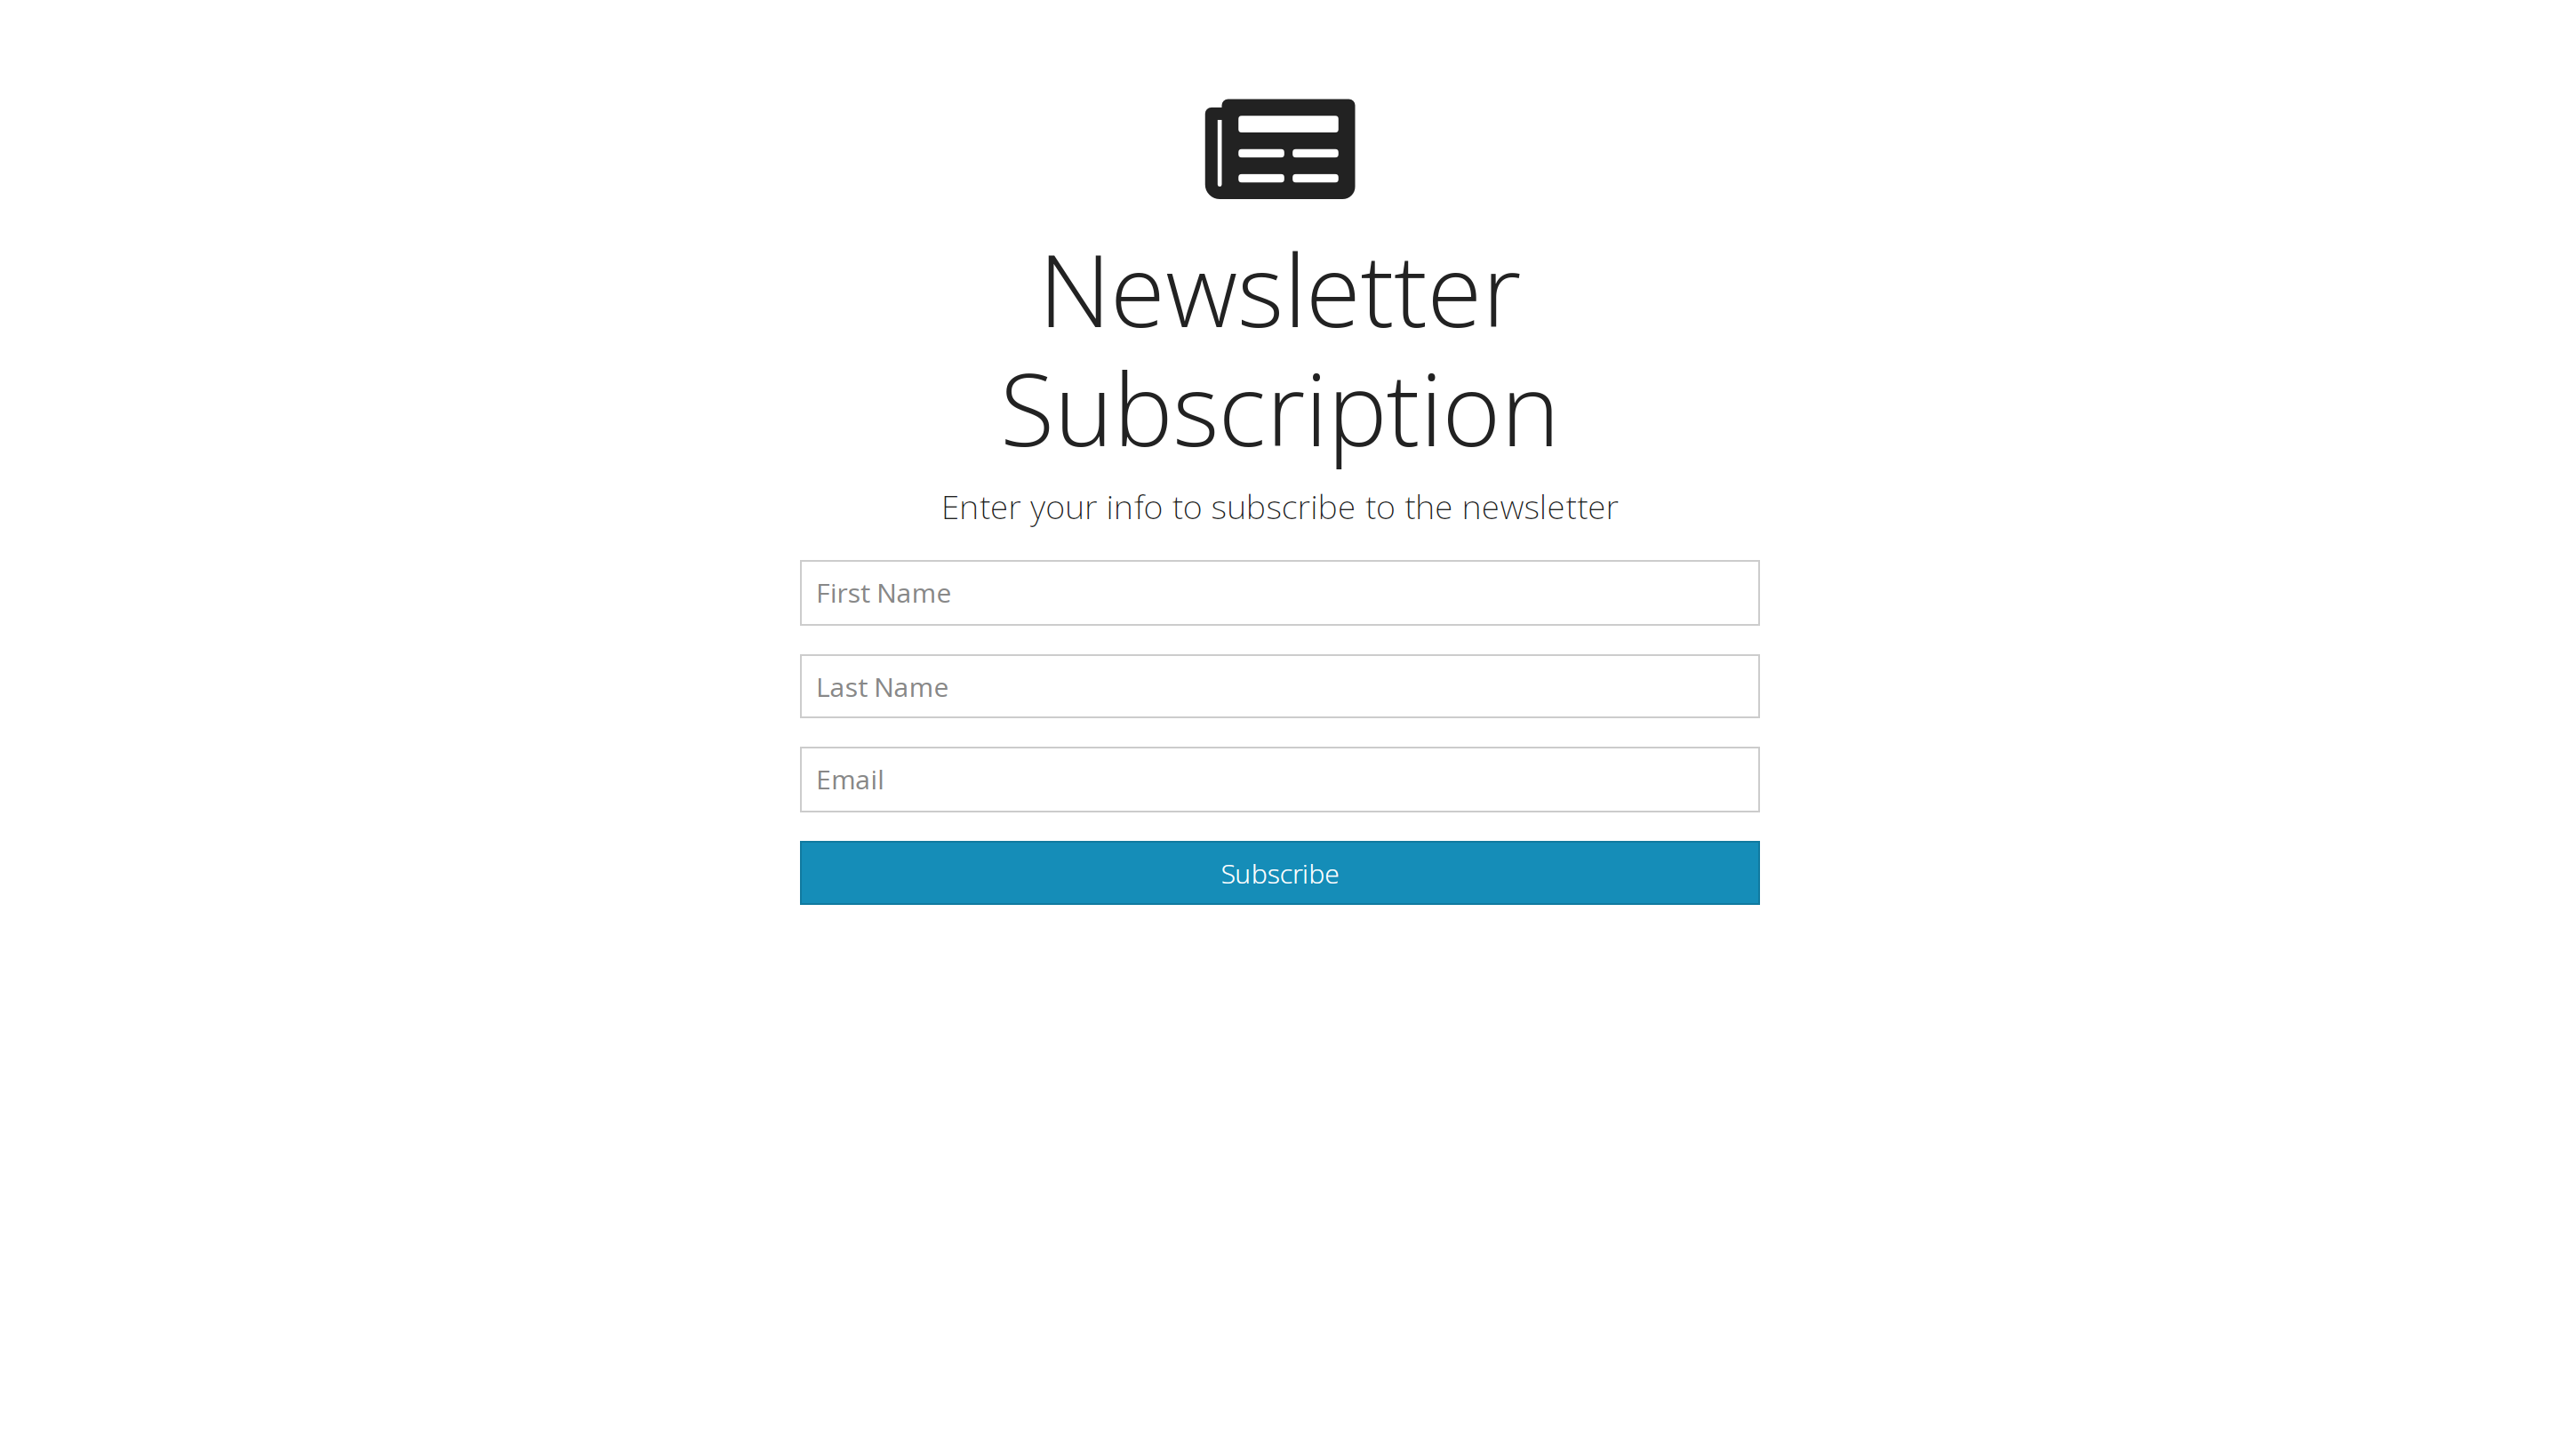 Newsletter
Subscription
Enter your info to subscribe to the newsletter
First Name
Last Name
Email
Subscribe